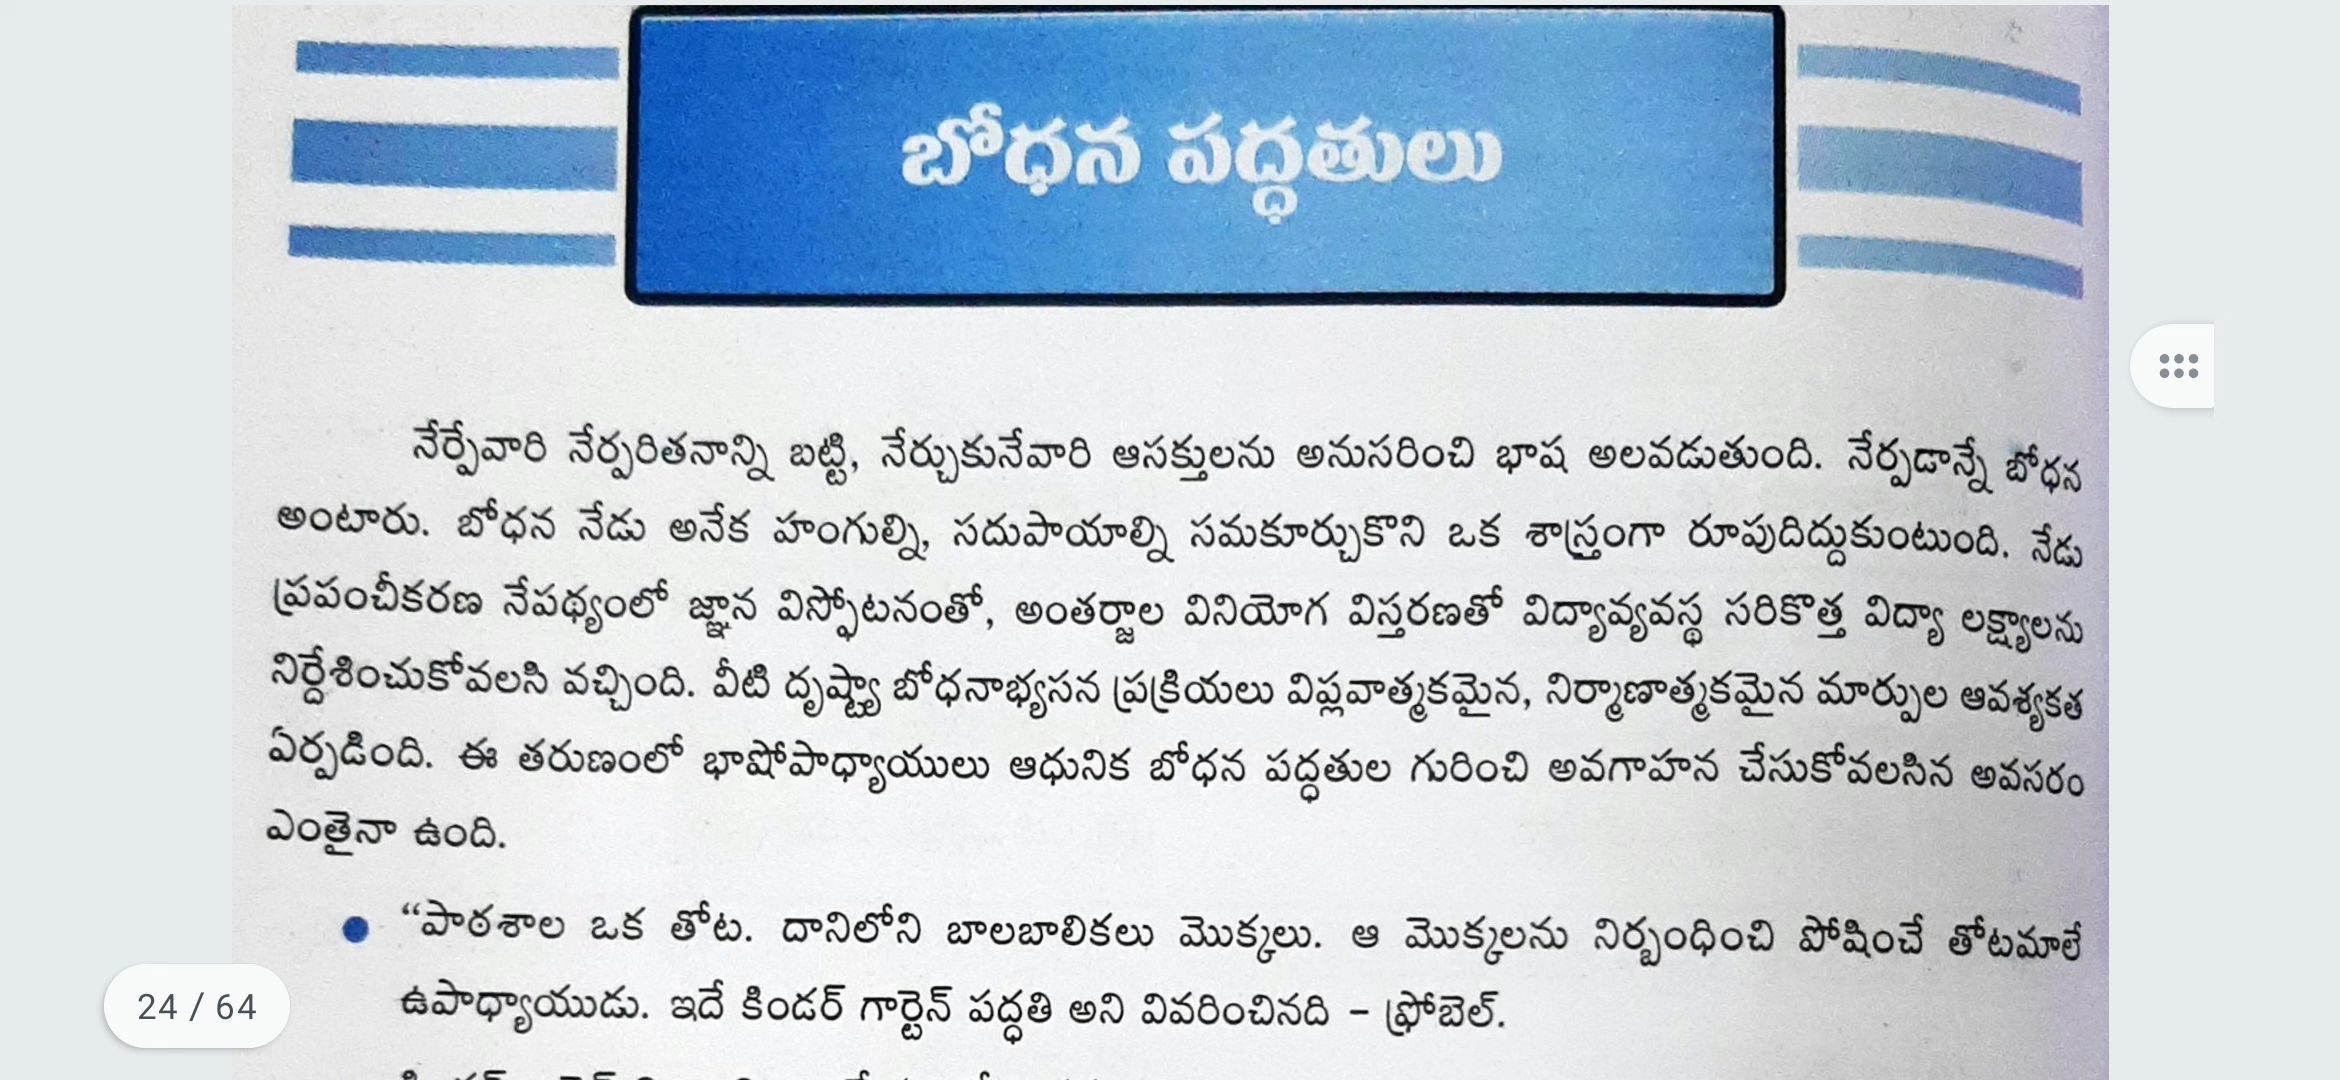 బోధన పద్ధతులు
నేర్పేవారి నేర్పరితనాన్ని బట్టి, నేర్చుకునేవారి ఆసక్తులను అనుసరించి భాష అలవడుతుంది. నేర్పడాన్నే బోధన
అంటారు. బోధన నేడు అనేక హంగుల్ని, సదుపాయాల్ని సమకూర్చుకొని ఒక శాస్త్రంగా రూపుదిద్దుకుంటుంది. నేడు
ప్రపంచీకరణ నేపథ్యంలో జ్ఞాన విస్ఫోటనంతో, అంతర్జాల వినియోగ విస్తరణతో విద్యావ్యవస్థ సరికొత్త విద్యా లక్ష్యాలను
నిర్దేశించుకోవలసి వచ్చింది. వీటి దృష్ట్యా బోధనాభ్యసన ప్రక్రియలు విప్లవాత్మకమైన, నిర్మాణాత్మకమైన మార్పుల ఆవశ్యకత
ఏర్పడింది. ఈ తరుణంలో భాషోపాధ్యాయులు ఆధునిక బోధన పద్ధతుల గురించి అవగాహన చేసుకోవలసిన అవసరం
ఎంతైనా ఉంది.
● “పాఠశాల ఒక తోట. దానిలోని బాలబాలికలు మొక్కలు. ఆ మొక్కలను నిర్బంధించి పోషించే తోటమాలే
ఉపాధ్యాయుడు. ఇదే కిండర్ గార్టెన్ పద్ధతి అని వివరించినది – ఫ్రోబెల్.
24 / 64